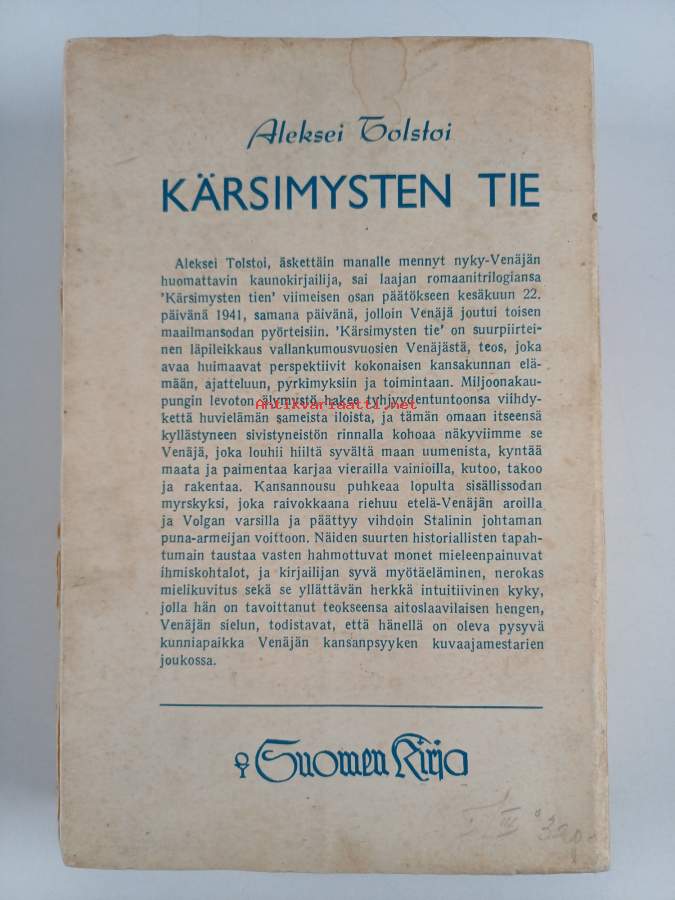 Aleksei Tolstoi
KÄRSIMYSTEN TIE
Aleksei Tolstoi, äskettäin manalle mennyt nyky-Venäjän
huomattavin kaunokirjailija, sai laajan romaanitrilogiansa
'Kärsimysten tien' viimeisen osan päätökseen kesäkuun 22.
päivänä 1941, samana päivänä, jolloin Venäjä joutui toisen
maailmansodan pyörteisiin. 'Kärsimysten tie' on suurpiirtei-
nen läpileikkaus vallankumousvuosien Venäjästä, teos, joka
avaa huimaavat perspektiivit kokonaisen kansakunnan elä-
mään, ajatteluun, pyrkimyksiin ja toimintaan. Miljoonakau-
pungin levoton älymystö hakee tyhjyydentuntoonsa viihdy-
Antikvariaatti.net
kettä huvielämän sameista iloista, ja tämän omaan itseensä
kyllästyneen sivistyneistön rinnalla kohoaa näkyviimme se
Venäjä, joka louhii hiiltä syvältä maan uumenista, kyntää
maata ja paimentaa karjaa vierailla vainioilla, kutoo, takoo
ja rakentaa. Kansannousu puhkeaa lopulta sisällissodan
myrskyksi, joka raivokkaana riehuu etelä-Venäjän aroilla
ja Volgan varsilla ja päättyy vihdoin Stalinin johtaman
puna-armeijan voittoon. Näiden suurten historiallisten tapah-
tumain taustaa vasten hahmottuvat monet mieleenpainuvat
ihmiskohtalot, ja kirjailijan syvä myötäeläminen, nerokas
mielikuvitus sekä se yllättävän herkkä intuitiivinen kyky,
jolla hän on tavoittanut teokseensa aitoslaavilaisen hengen,
Venäjän sielun, todistavat, että hänellä on oleva pysyvä
kunniapaikka Venäjän kansanpsyyken kuvaajamestarien
joukossa.
Suomen Kirja